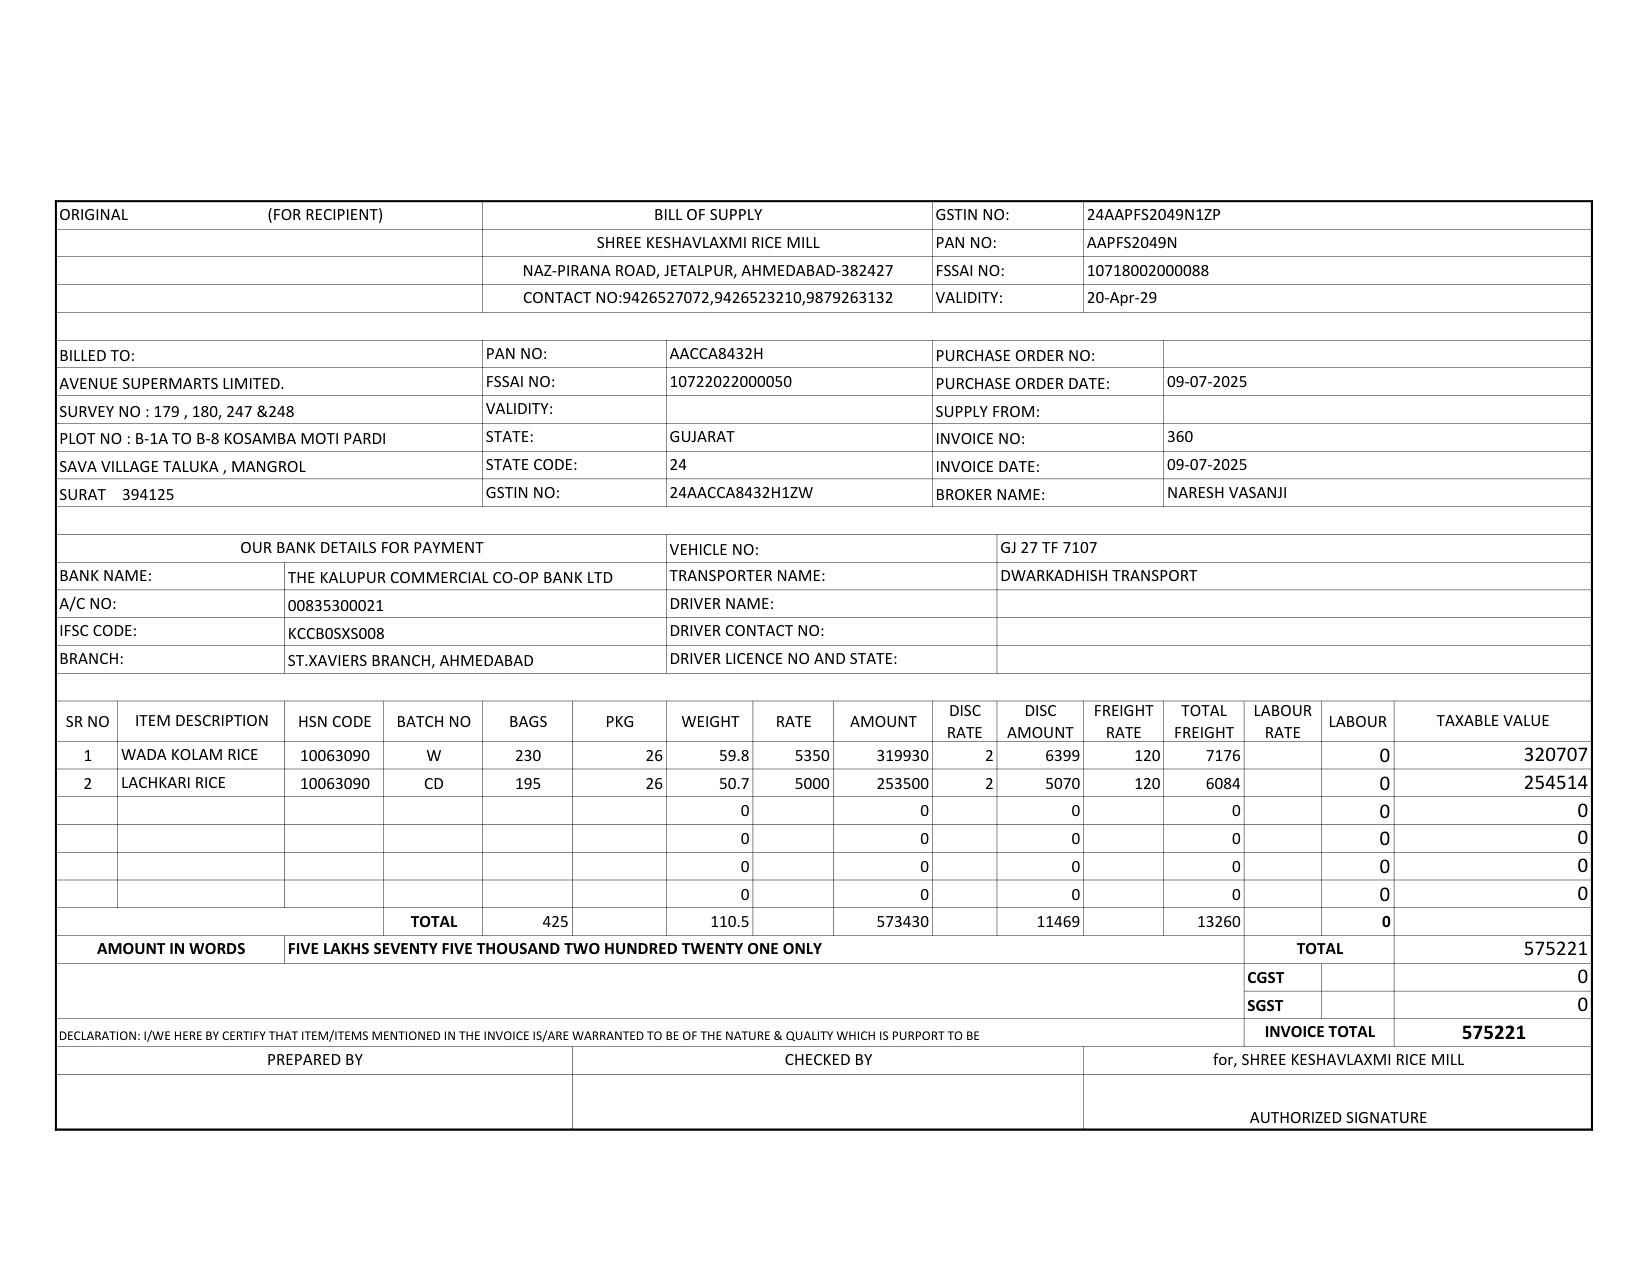 ORIGINAL (FOR RECIPIENT) BILL OF SUPPLY GSTIN NO: 24AAPFS2049N1ZP
SHREE KESHAVLAXMI RICE MILL PAN NO: AAPFS2049N
NAZ-PIRANA ROAD, JETALPUR, AHMEDABAD-382427 FSSAI NO: 10718002000088
CONTACT NO:9426527072,9426523210,9879263132 VALIDITY: 20-Apr-29
BILLED TO: PAN NO: AACCA8432H PURCHASE ORDER NO:
AVENUE SUPERMARTS LIMITED. FSSAI NO: 10722022000050 PURCHASE ORDER DATE: 09-07-2025
SURVEY NO : 179 , 180, 247 &248 VALIDITY: SUPPLY FROM:
PLOT NO : B-1A TO B-8 KOSAMBA MOTI PARDI STATE: GUJARAT INVOICE NO: 360
SAVA VILLAGE TALUKA , MANGROL STATE CODE: 24 INVOICE DATE: 09-07-2025
SURAT 394125 GSTIN NO: 24AACCA8432H1ZW BROKER NAME: NARESH VASANJI
OUR BANK DETAILS FOR PAYMENT VEHICLE NO: GJ 27 TF 7107
BANK NAME: THE KALUPUR COMMERCIAL CO-OP BANK LTD TRANSPORTER NAME: DWARKADHISH TRANSPORT
A/C NO: 00835300021 DRIVER NAME:
IFSC CODE: KCCB0SXS008 DRIVER CONTACT NO:
BRANCH: ST.XAVIERS BRANCH, AHMEDABAD DRIVER LICENCE NO AND STATE:
SR NO ITEM DESCRIPTION HSN CODE BATCH NO BAGS PKG WEIGHT RATE AMOUNT DISC RATE DISC AMOUNT FREIGHT RATE TOTAL FREIGHT LABOUR RATE LABOUR TAXABLE VALUE
1 WADA KOLAM RICE 10063090 W 230 26 59.8 5350 319930 2 6399 120 7176 0 320707
2 LACHKARI RICE 10063090 CD 195 26 50.7 5000 253500 2 5070 120 6084 0 254514
0 0 0 0 0 0
0 0 0 0 0 0
0 0 0 0 0 0
0 0 0 0 0 0
TOTAL 425 110.5 573430 11469 13260 0
AMOUNT IN WORDS FIVE LAKHS SEVENTY FIVE THOUSAND TWO HUNDRED TWENTY ONE ONLY TOTAL 575221
CGST 0
SGST 0
DECLARATION: I/WE HERE BY CERTIFY THAT ITEM/ITEMS MENTIONED IN THE INVOICE IS/ARE WARRANTED TO BE OF THE NATURE & QUALITY WHICH IS PURPORT TO BE INVOICE TOTAL 575221
PREPARED BY CHECKED BY for, SHREE KESHAVLAXMI RICE MILL
AUTHORIZED SIGNATURE